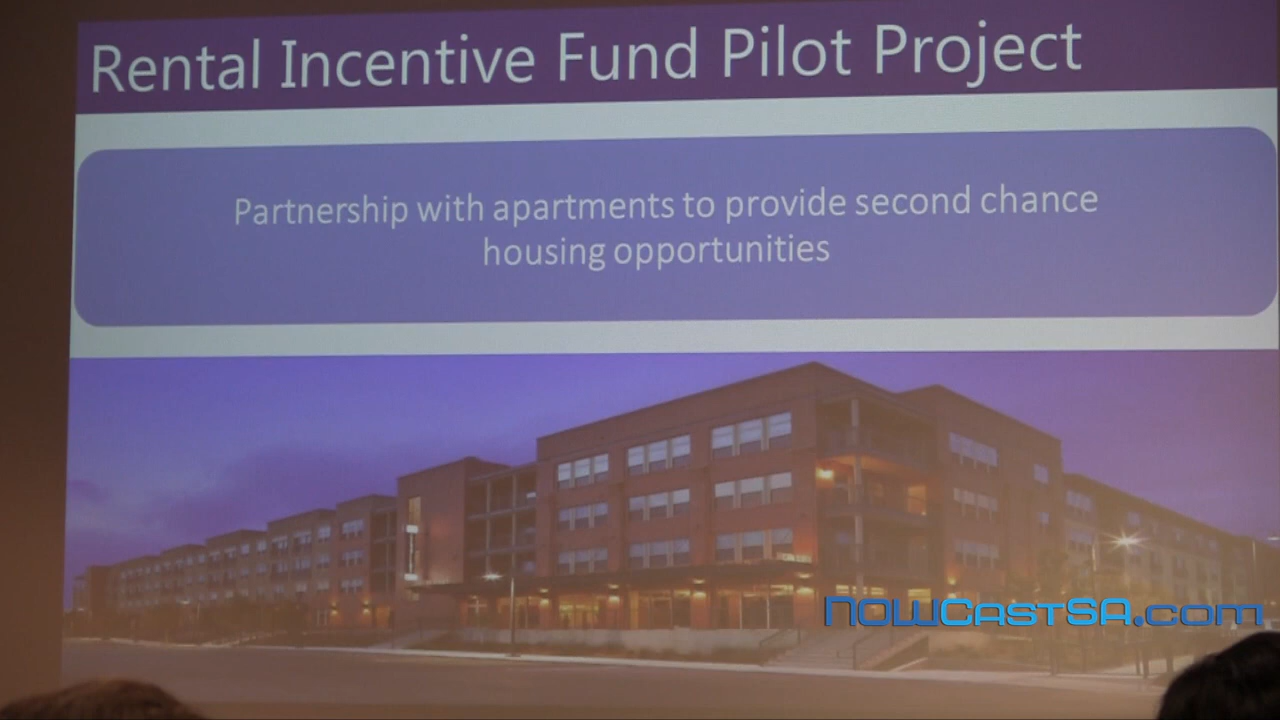 Rental Incentive Fund Pilot Project
Partnership with apartments to provide second chance
housing opportunities
NOWCastSA.com